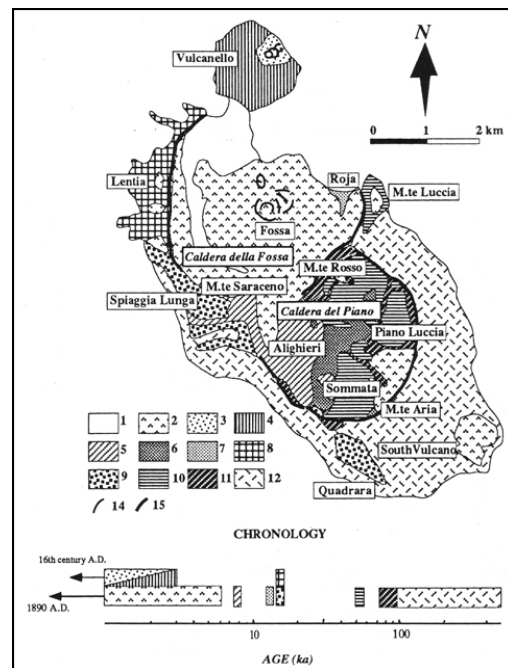 N
Vulcanello
0 1 2 km
Roja
M.te Luccia
Lentia
Fossa
Caldera della Fossa
M.te Rosso
M.te Saraceno
Spiaggia Lunga
Caldera del Piano
Piano Luccia
Alighieri
Sommata
M.te Aria
1 2 3 4
5 6 7 8
South Vulcano
9 10 11 12
Quadrara
14 15
CHRONOLOGY
16th century A.D.
1890 A.D.
10 100
AGE (ka)